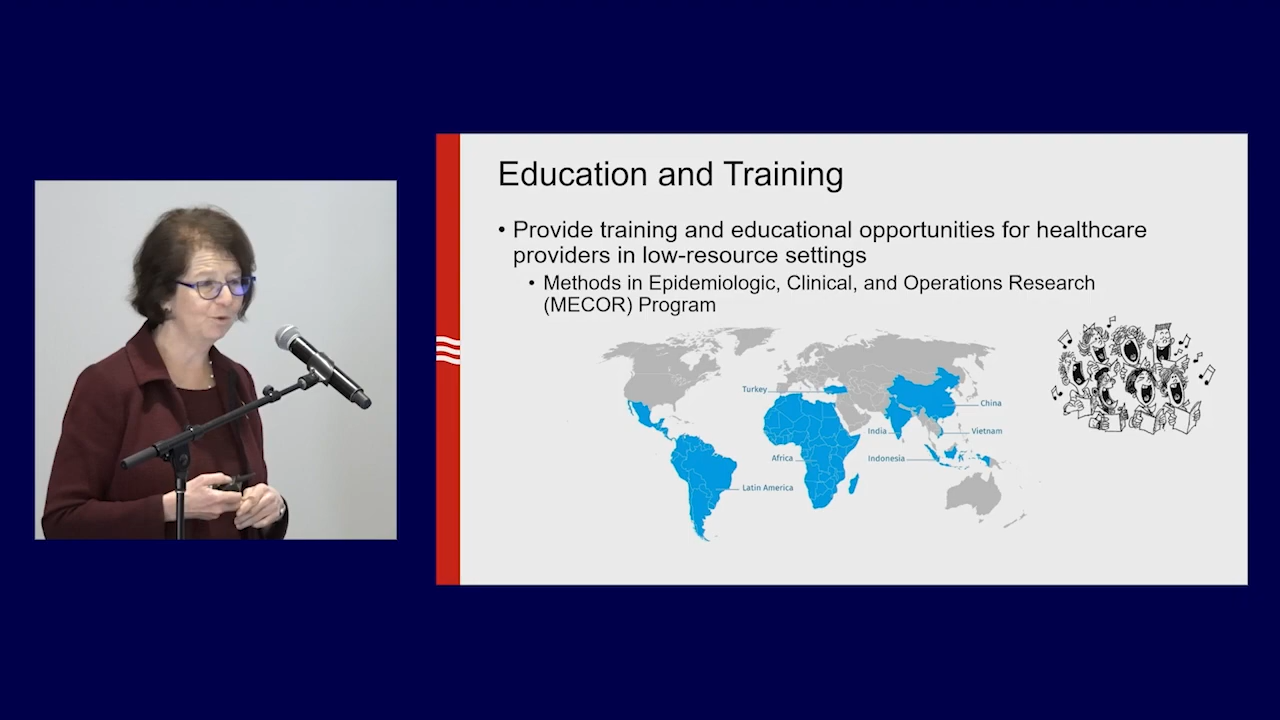 Education and Training
• Provide training and educational opportunities for healthcare
providers in low-resource settings
• Methods in Epidemiologic, Clinical, and Operations Research
(MECOR) Program
Turkey
China
India
Vietnam
Africa
Indonesia
Latin America